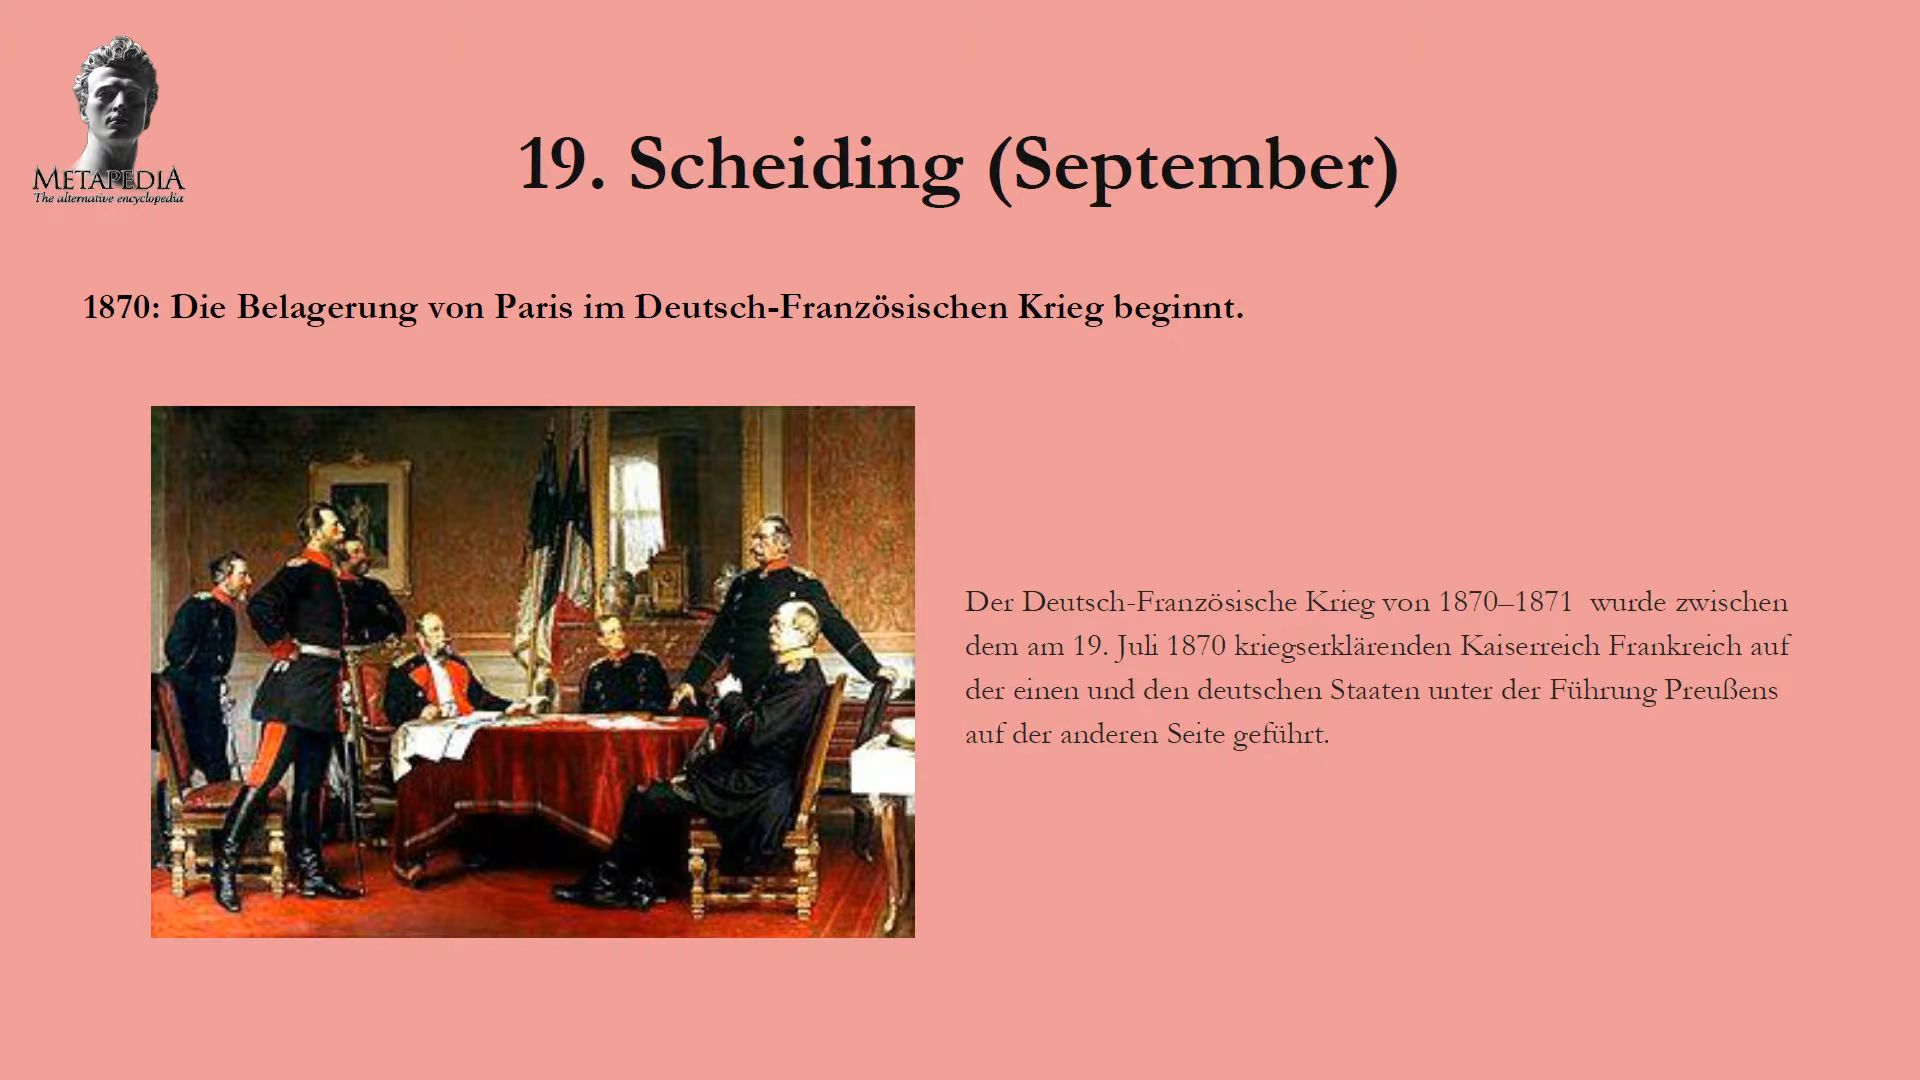 METAPEDIA
The alternative encyclopedia
19. Scheiding (September)
1870: Die Belagerung von Paris im Deutsch-Französischen Krieg beginnt.
Der Deutsch-Französische Krieg von 1870–1871 wurde zwischen
dem am 19. Juli 1870 kriegserklärenden Kaiserreich Frankreich auf
der einen und den deutschen Staaten unter der Führung Preußens
auf der anderen Seite geführt.